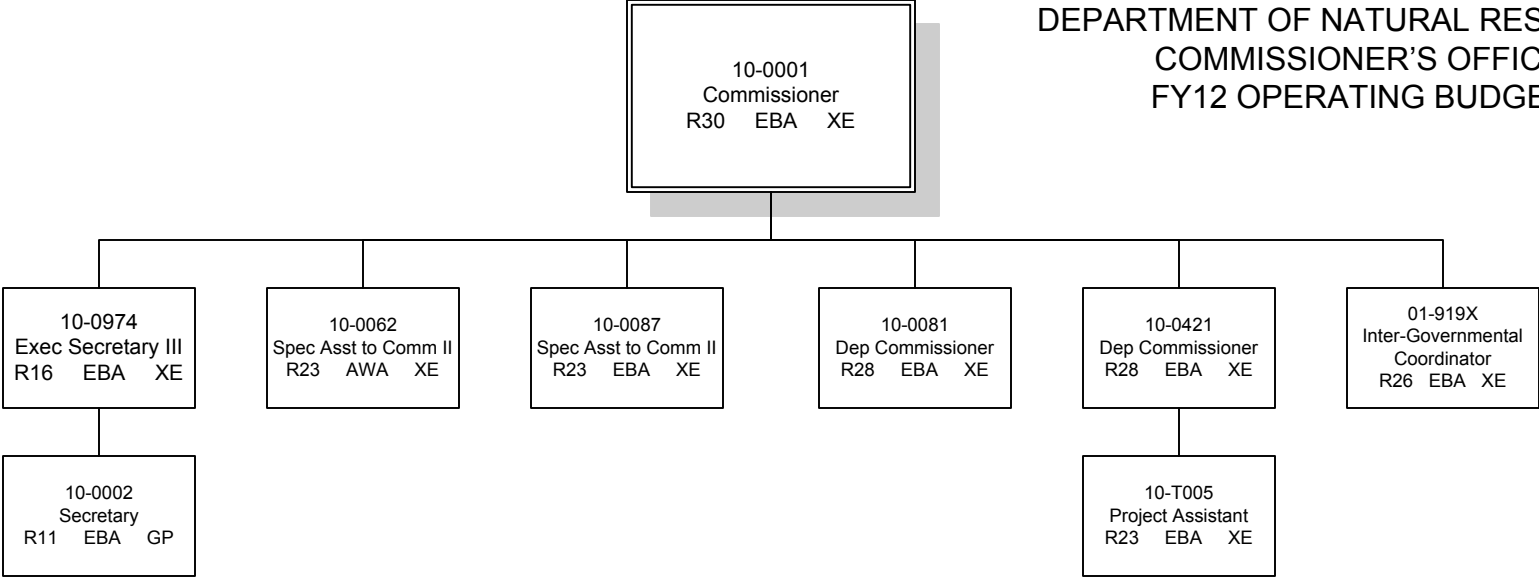 DEPARTMENT OF NATURAL RES
COMMISSIONER’S OFFIC
FY12 OPERATING BUDGE
10-0001
Commissioner
R30 EBA XE
10-0974
Exec Secretary III
R16 EBA XE
10-0062
Spec Asst to Comm II
R23 AWA XE
10-0087
Spec Asst to Comm II
R23 EBA XE
10-0081
Dep Commissioner
R28 EBA XE
10-0421
Dep Commissioner
R28 EBA XE
01-919X
Inter-Governmental
Coordinator
R26 EBA XE
10-0002
Secretary
R11 EBA GP
10-T005
Project Assistant
R23 EBA XE